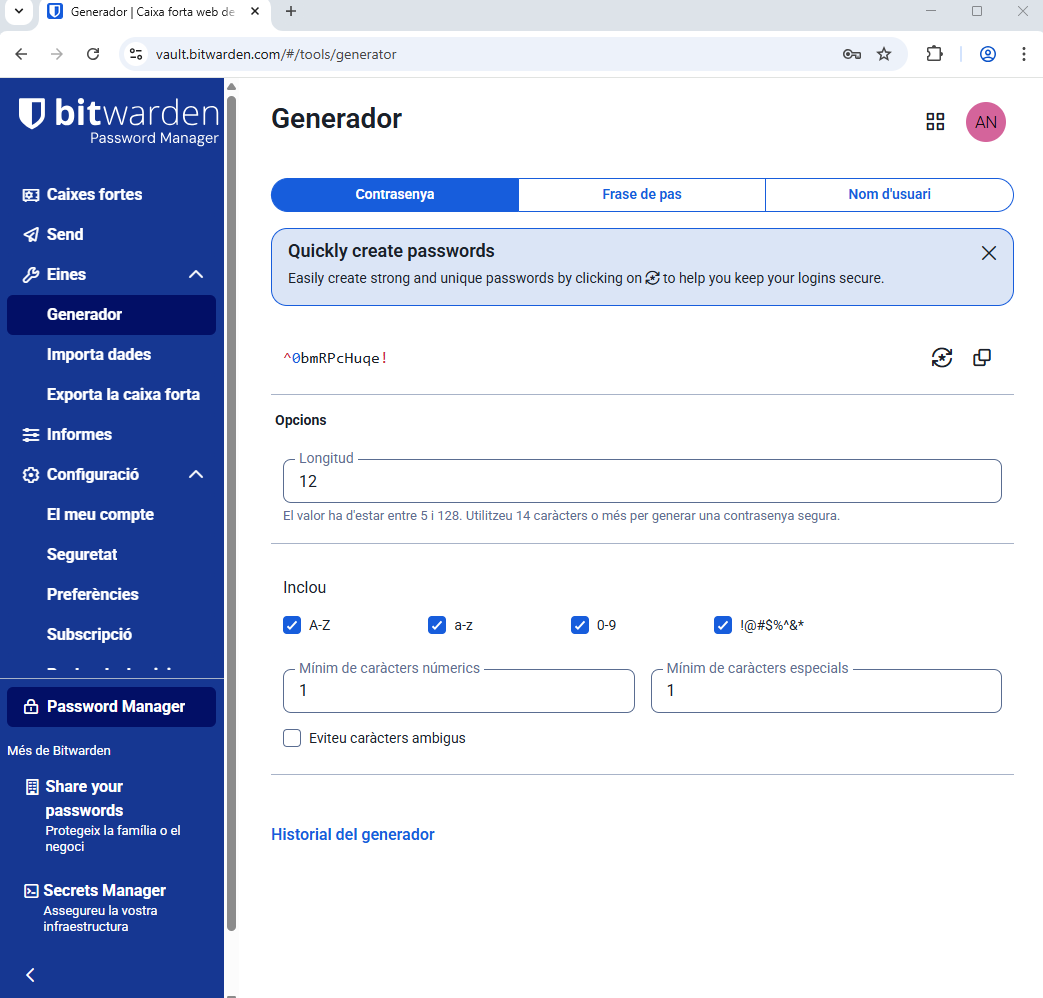 Generador | Caixa forta web de
vault.bitwarden.com/#/tools/generator
bitwarden
Password Manager
Caixes fortes
Send
Eines
Generador
Importa dades
Exporta la caixa forta
Informes
Configuració
El meu compte
Seguretat
Preferències
Subscripció
Password Manager
Més de Bitwarden
Share your
passwords
Protegeix la família o el
negoci
Secrets Manager
Assegureu la vostra
infraestructura
Generador
AN
Contrasenya
Frase de pas
Nom d'usuari
Quickly create passwords
Easily create strong and unique passwords by clicking on to help you keep your logins secure.
^0bmRPcHuqe!
Opcions
Longitud
12
El valor ha d'estar entre 5 i 128. Utilitzeu 14 caràcters o més per generar una contrasenya segura.
Inclou
A-Z
a-z
0-9
!@#$%^&*
Mínim de caràcters númerics
1
Mínim de caràcters especials
1
Eviteu caràcters ambigus
Historial del generador